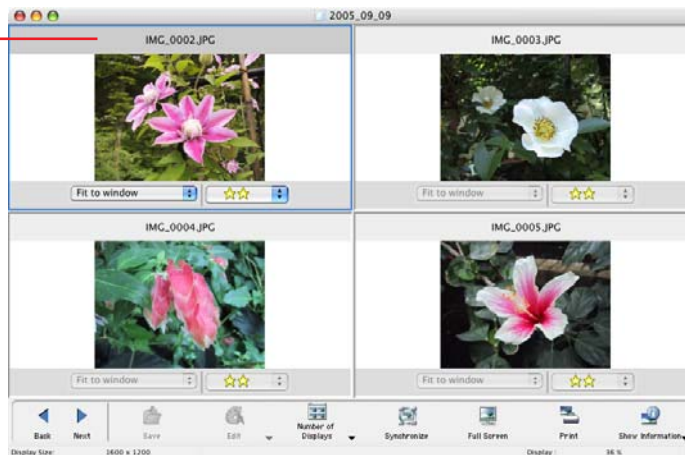 2005_09_09
IMG_0002.JPG
IMG_0003.JPG
Fit to window
Fit to window
IMG_0004.JPG
IMG_0005.JPG
Fit to window
Fit to window
Back Next Save Edit Number of Displays Synchronize Full Screen Print Show Information
Display Size: 1600 x 1200 Display : 36 %